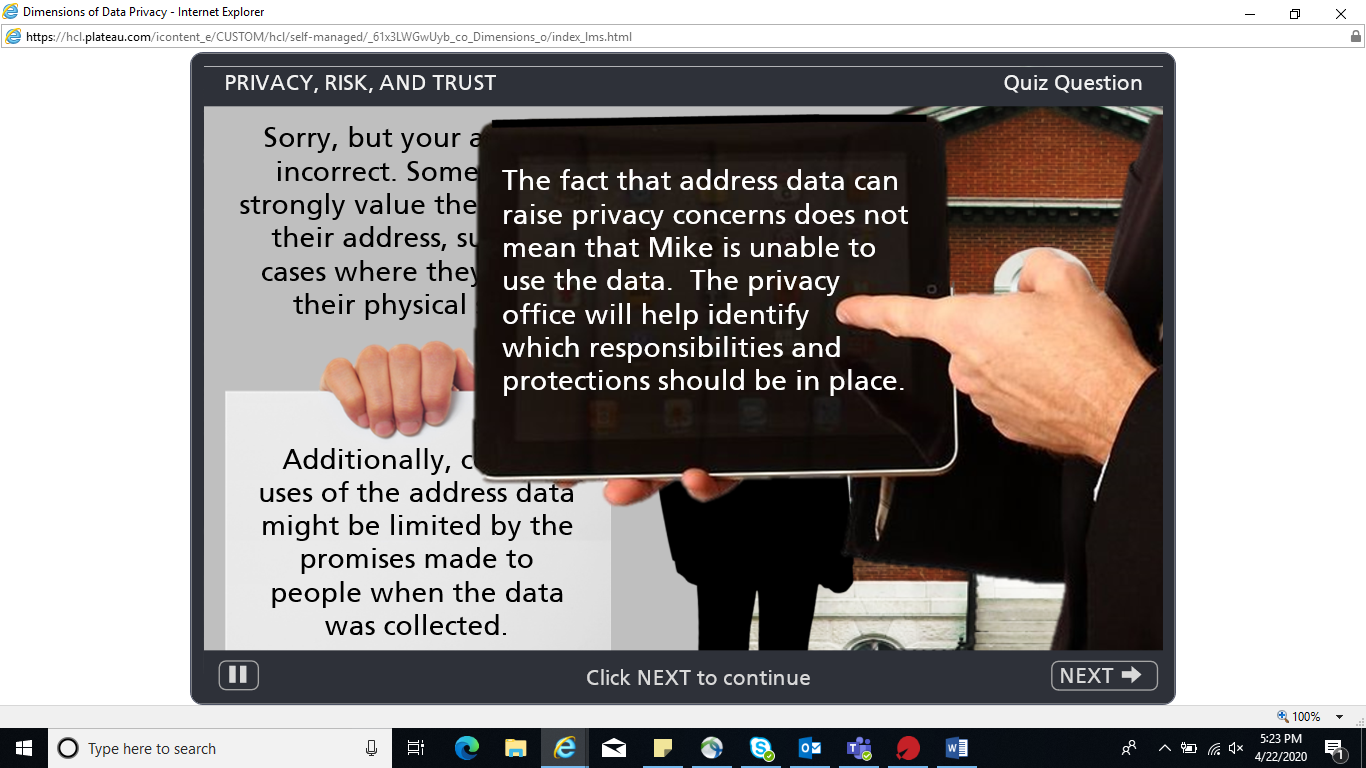 Dimensions of Data Privacy - Internet Explorer
https://hcl.plateau.com/icontent_e/CUSTOM/hcl/self-managed/_61x3LWGwUyb_co_Dimensions_o/index_lms.html
PRIVACY, RISK, AND TRUST
Quiz Question
Sorry, but your
incorrect. Some
strongly value
their address,
cases where they
their physical
The fact that address data can
raise privacy concerns does not
mean that Mike is unable to
use the data. The privacy
office will help identify
which responsibilities and
protections should be in place.
Additionally,
uses of the address data
might be limited by the
promises made to
people when the data
was collected.
Click NEXT to continue
NEXT
100%
Type here to search
5:23 PM
4/22/2020
1